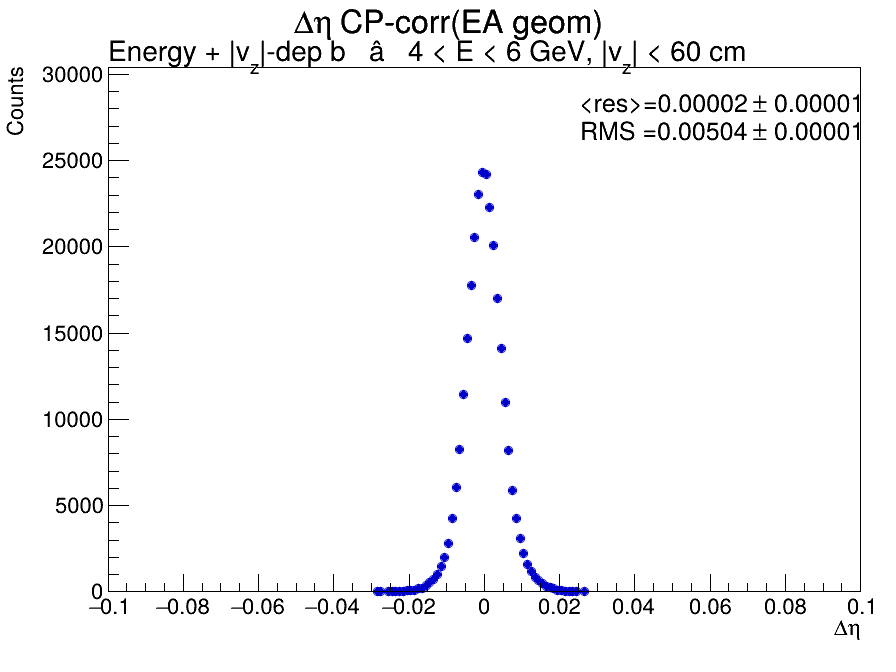 Δη CP-corr(EA geom)
Energy + |v_z|-dep b â 4 < E < 6 GeV, |v_z| < 60 cm
Counts
<res>=0.00002 ± 0.00001
RMS =0.00504 ± 0.00001
30000
25000
20000
15000
10000
5000
0
−0.1 −0.08 −0.06 −0.04 −0.02 0 0.02 0.04 0.06 0.08 0.1
Δη